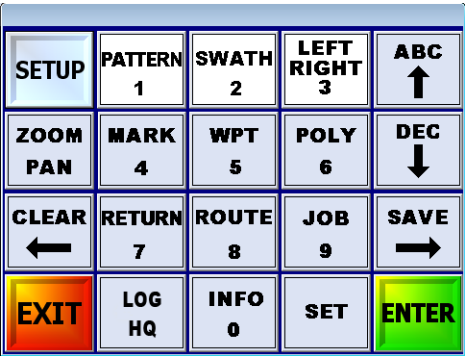 SETUP
PATTERN
1
SWATH
2
LEFT
RIGHT
3
ABC
ZOOM
PAN
MARK
4
WPT
5
POLY
6
DEC
CLEAR
RETURN
7
ROUTE
8
JOB
9
SAVE
EXIT
LOG
HQ
INFO
0
SET
ENTER